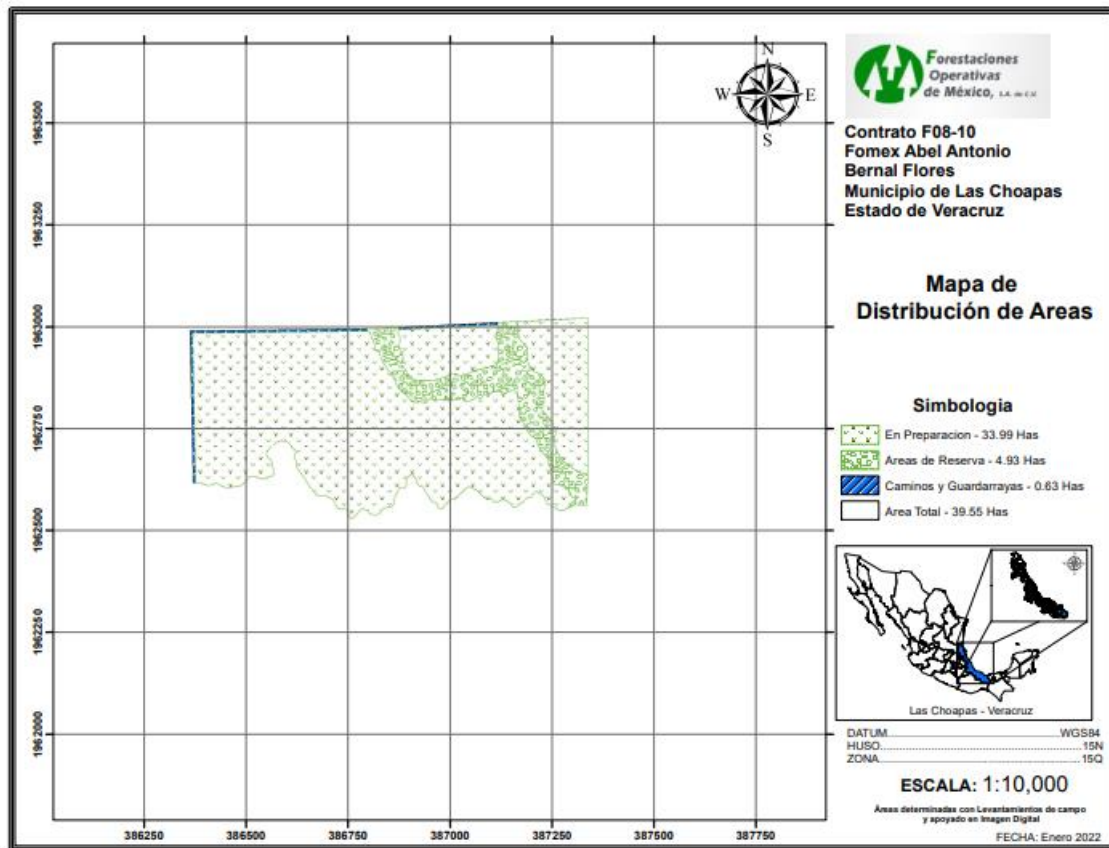 N
W
E
S
1963500
1963250
1963000
1962750
1962500
1962250
1962000
386250
386500
386750
387000
387250
387500
387750
Forestaciones
Operativas
de México, S.A. de C.V.
Contrato F08-10
Fomex Abel Antonio
Bernal Flores
Municipio de Las Choapas
Estado de Veracruz
Mapa de
Distribución de Areas
Simbologia
En Preparacion - 33.99 Has
Areas de Reserva - 4.93 Has
Caminos y Guardarrayas - 0.63 Has
Area Total - 39.55 Has
Las Choapas - Veracruz
DATUM WGS84
HUSO 15N
ZONA 15Q
ESCALA: 1:10,000
Áreas determinadas con Levantamientos de campo
y apoyado en Imagen Digital
FECHA: Enero 2022